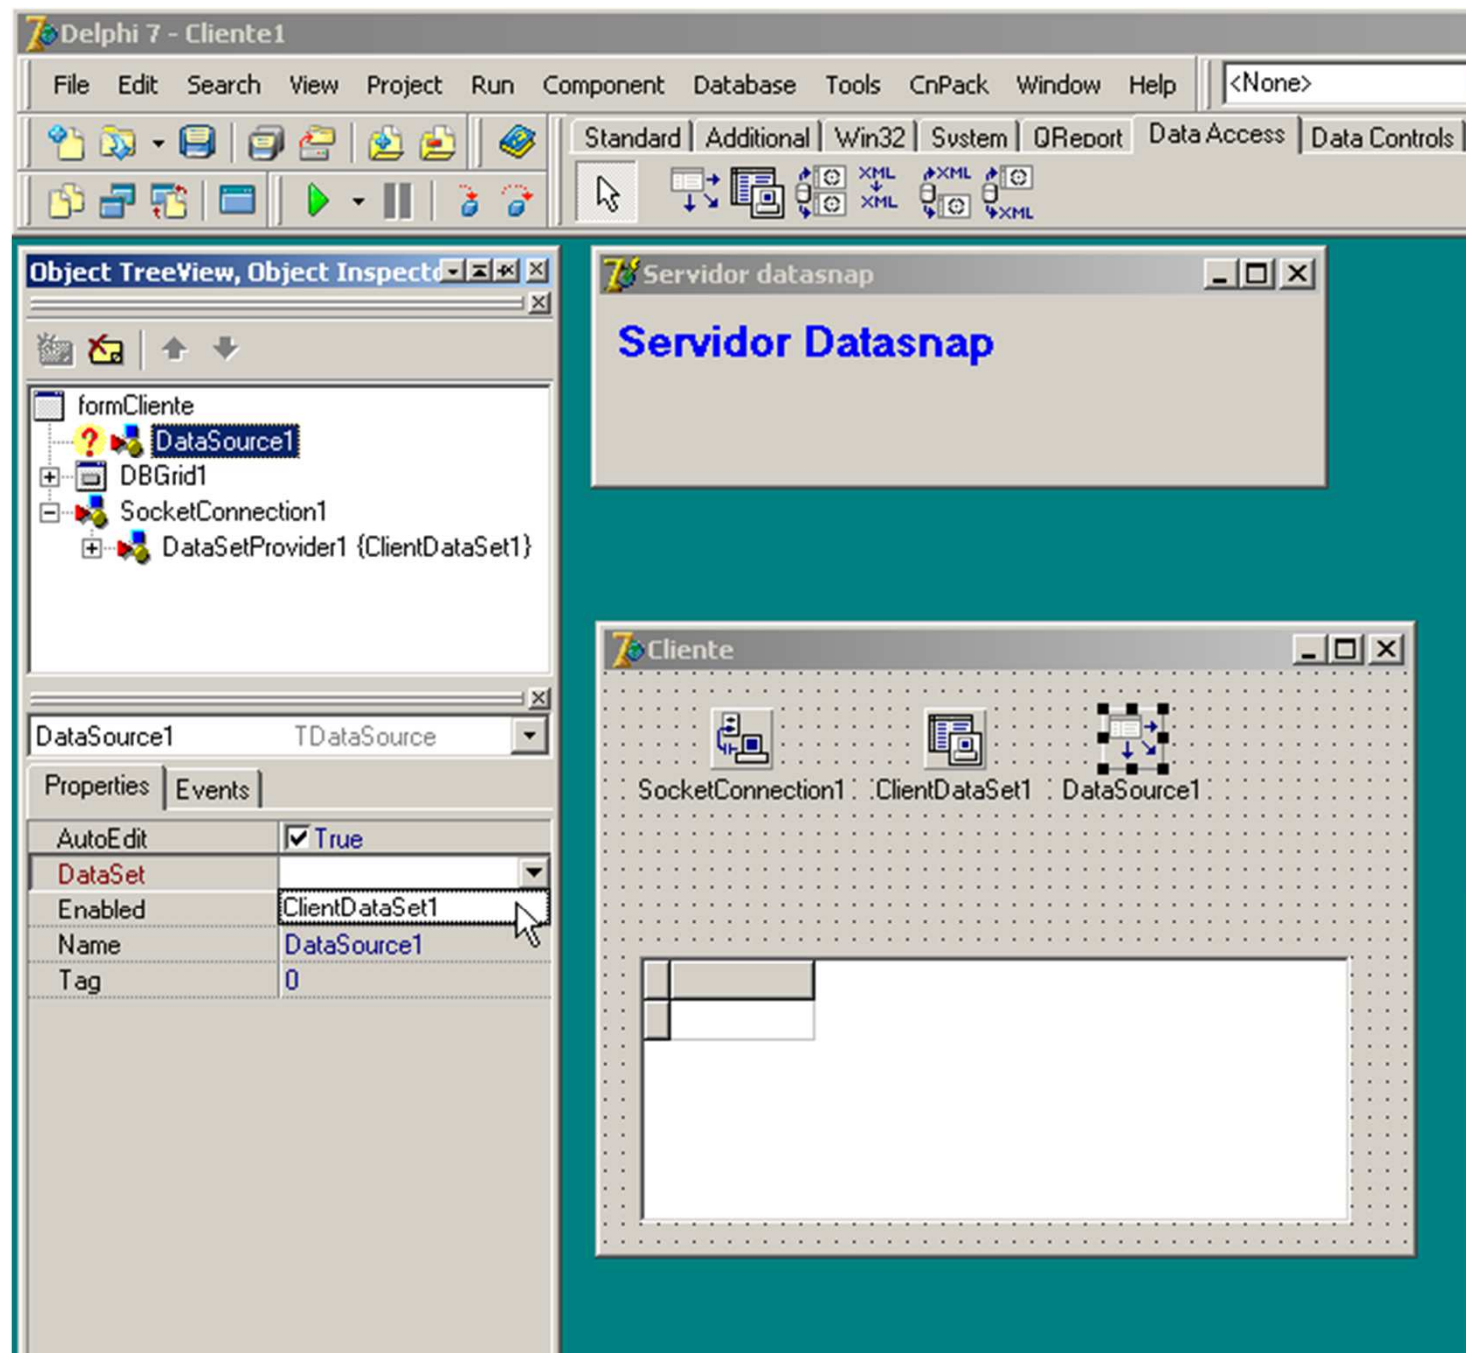 Delphi 7 - Cliente1
File Edit Search View Project Run Component Database Tools CnPack Window Help <None>
Standard Additional Win32 System QReport Data Access Data Controls
XML XML XML XML
Object TreeView, Object Inspecto
formCliente
? DataSource1
DBGrid1
SocketConnection1
DataSetProvider1 {ClientDataSet1}
DataSource1 TDataSource
Properties Events
AutoEdit True
DataSet
Enabled ClientDataSet1
Name DataSource1
Tag 0
Servidor datasnap
Servidor Datasnap
Cliente
SocketConnection1 ClientDataSet1 DataSource1